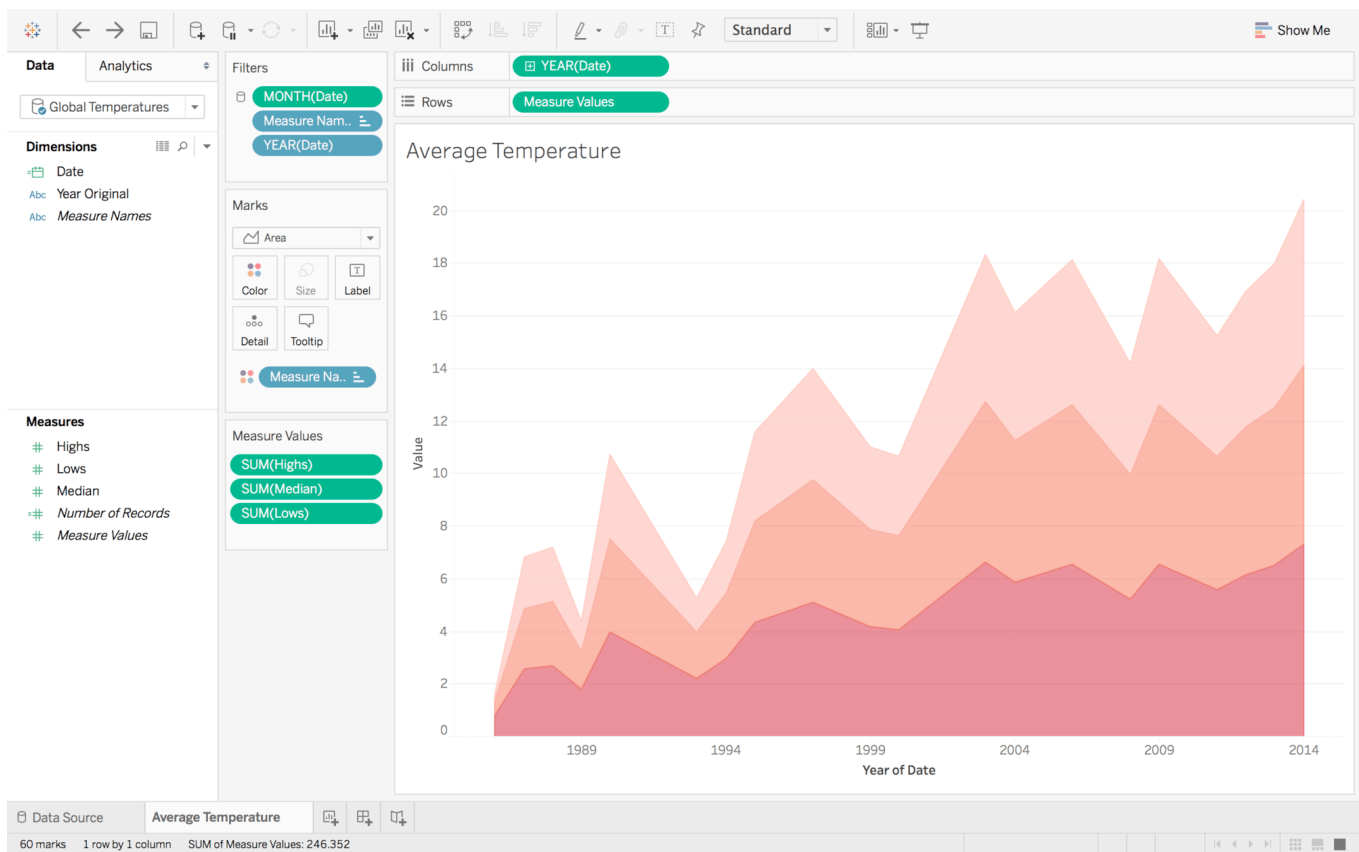 Standard
Show Me
Data Analytics
Global Temperatures
Dimensions
Date
Abc Year Original
Abc Measure Names
Measures
Highs
Lows
Median
Number of Records
Measure Values
Filters
MONTH(Date)
Measure Nam..
YEAR(Date)
Marks
Area
Color Size T Label
Detail Tooltip
Measure Na..
Measure Values
SUM(Highs)
SUM(Median)
SUM(Lows)
Columns YEAR(Date)
Rows Measure Values
Average Temperature
Value
20
18
16
14
12
10
8
6
4
2
0
1989 1994 1999 2004 2009 2014
Year of Date
Data Source Average Temperature
60 marks 1 row by 1 column SUM of Measure Values: 246.352